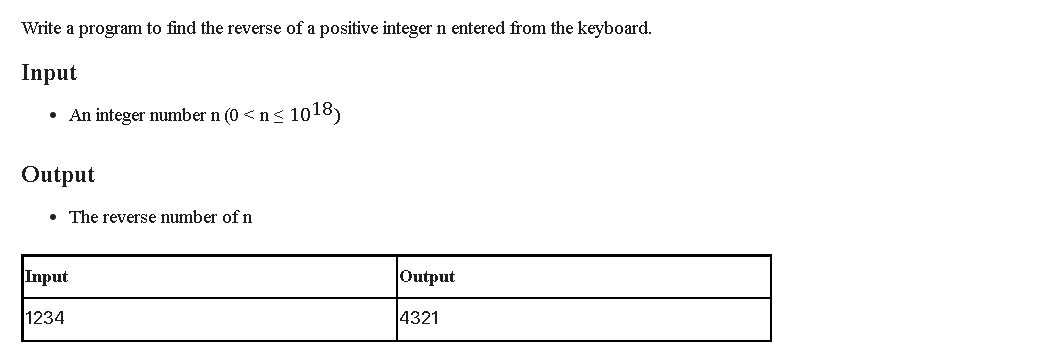 Write a program to find the reverse of a positive integer n entered from the keyboard.
Input
• An integer number n (0 < n ≤ 10^18)
Output
• The reverse number of n
Input Output
1234 4321